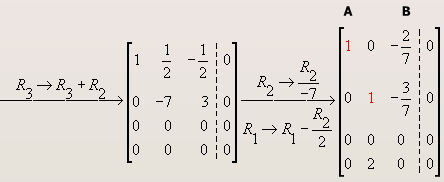 A B
R₃ → R₃ + R₂
[1 1/2 -1/2 | 0]
[0 -7 3 | 0]
[0 0 0 | 0]
[0 0 0 | 0]
R₂ → R₂/-7
R₁ → R₁ - R₂/2
[1 0 -2/7 | 0]
[0 1 -3/7 | 0]
[0 0 0 | 0]
[0 2 0 | 0]